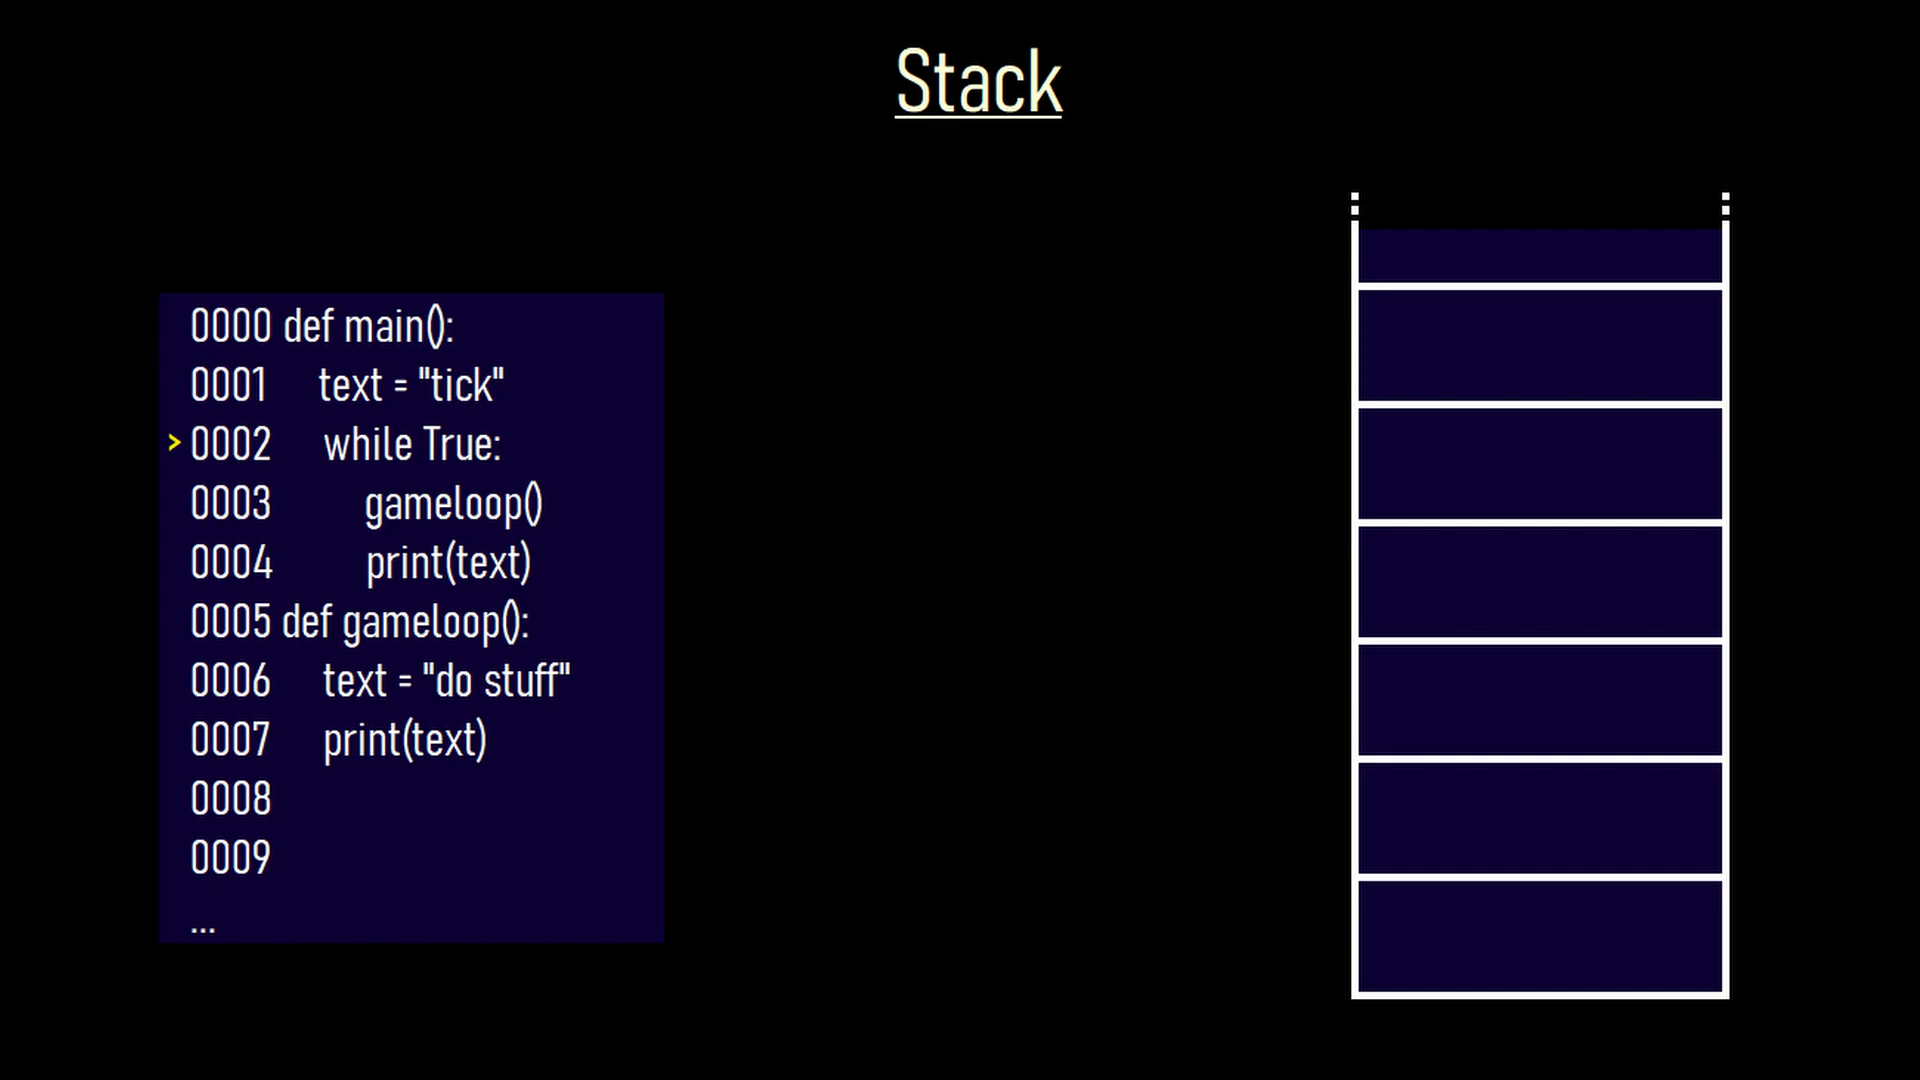 Stack
0000 def main():
0001 text = "tick"
> 0002 while True:
0003 gameloop()
0004 print(text)
0005 def gameloop():
0006 text = "do stuff"
0007 print(text)
0008
0009
...